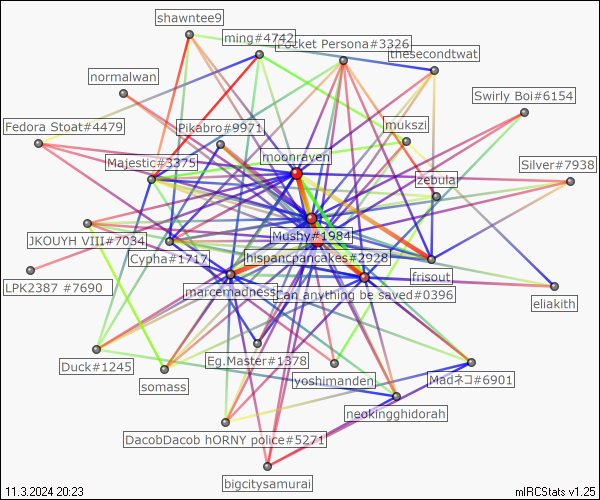 shawntee9
ming#4742
Pocket Persona#3326
thesecondtwat
normalwan
Swirly Boi#6154
Fedora Stoat#4479
Pikabro#9971
mukszi
Majestic#3375
moonraven
Silver#7938
zebula
JKOUYH VIII#7034
Mushy#1984
Cypha#1717
hispancpancakes#2928
frisout
LPK2387 #7690
marcemadness
Can anything be saved#0396
eliakith
Duck#1245
Eg.Master#1378
somass
yoshimanden
Madネコ#6901
neokingghidorah
DacobDacob hORNY police#5271
bigcitysamurai
11.3.2024 20:23
mIRCStats v1.25